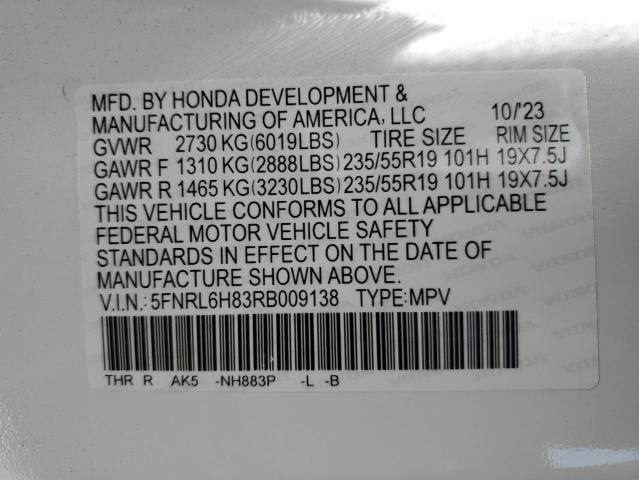 MFD. BY HONDA DEVELOPMENT &
MANUFACTURING OF AMERICA, LLC 10/'23
GVWR 2730 KG(6019LBS) TIRE SIZE RIM SIZE
GAWR F 1310 KG(2888LBS) 235/55R19 101H 19X7.5J
GAWR R 1465 KG(3230LBS) 235/55R19 101H 19X7.5J
THIS VEHICLE CONFORMS TO ALL APPLICABLE
FEDERAL MOTOR VEHICLE SAFETY
STANDARDS IN EFFECT ON THE DATE OF
MANUFACTURE SHOWN ABOVE.
V.I.N.:5FNRL6H83RB009138 TYPE:MPV
THR R AK5 -NH883P -L -B